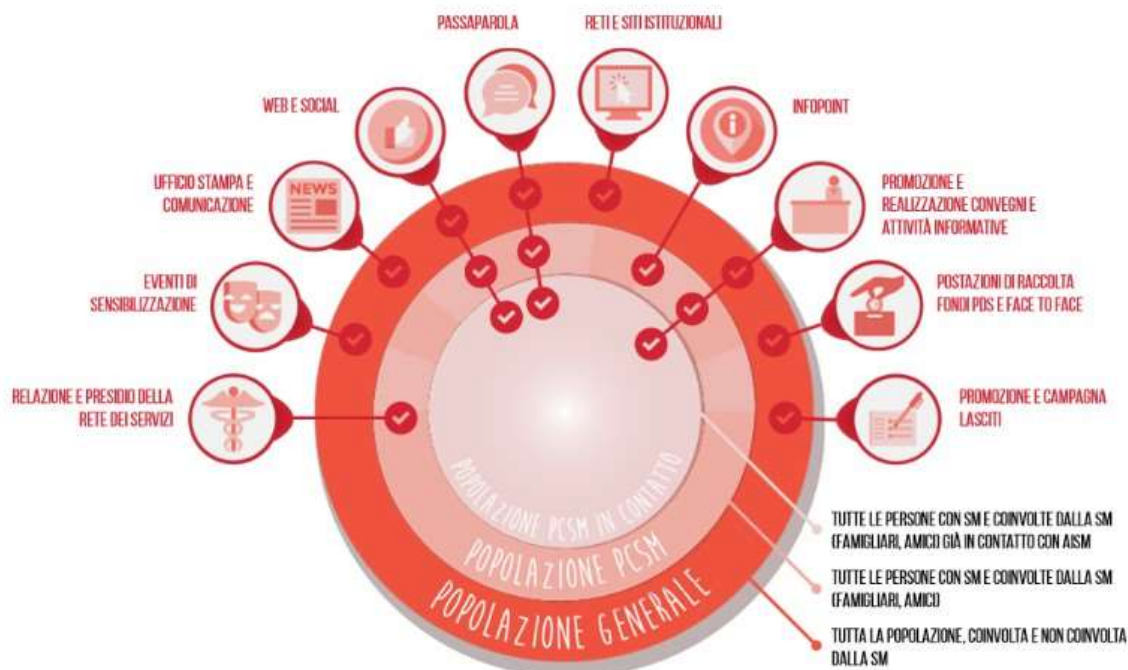 PASSAPAROLA
RETI E SITI ISTITUZIONALI
WEB E SOCIAL
INFOPOINT
UFFICIO STAMPA E
COMUNICAZIONE
NEWS
PROMOZIONE E
REALIZZAZIONE CONVEGNI E
ATTIVITÀ INFORMATIVE
EVENTI DI
SENSIBILIZZAZIONE
POSTAZIONI DI RACCOLTA
FONDI PDS E FACE TO FACE
RELAZIONE E PRESIDIO DELLA
RETE DEI SERVIZI
PROMOZIONE E CAMPAGNA
LASCITI
POPOLAZIONE PCSM IN CONTATTO
POPOLAZIONE PCSM
POPOLAZIONE GENERALE
TUTTE LE PERSONE CON SM E COINVOLTE DALLA SM
(FAMIGLIARI, AMICI) GIÀ IN CONTATTO CON AISM
TUTTE LE PERSONE CON SM E COINVOLTE DALLA SM
(FAMIGLIARI, AMICI)
TUTTA LA POPOLAZIONE, COINVOLTA E NON COINVOLTA
DALLA SM